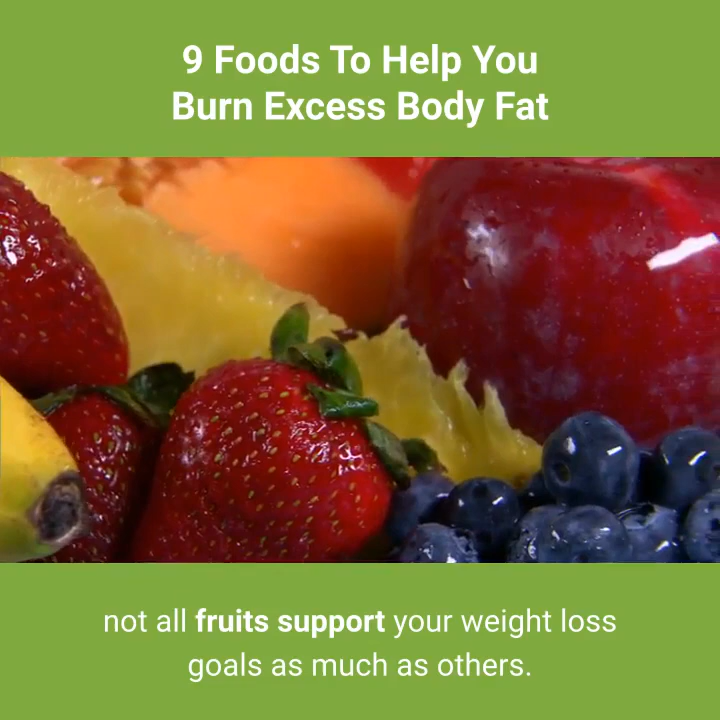 9 Foods To Help You
Burn Excess Body Fat
not all fruits support your weight loss
goals as much as others.